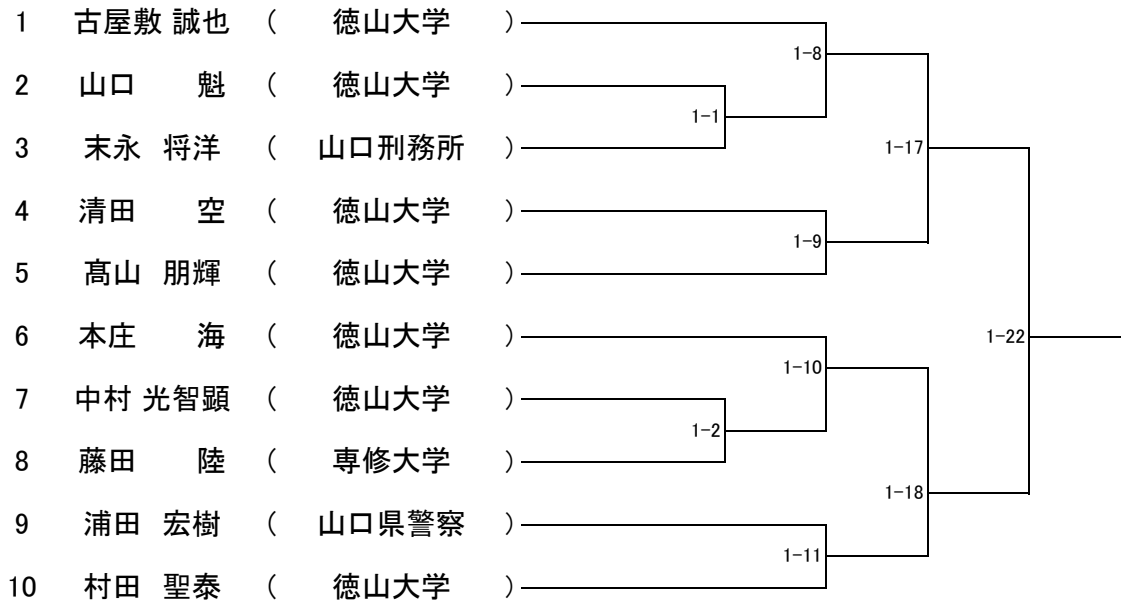 1 古屋敷 誠也 ( 徳山大学 )
1-8
2 山口 魁 ( 徳山大学 )
1-1
3 末永 将洋 ( 山口刑務所 )
1-17
4 清田 空 ( 徳山大学 )
1-9
5 髙山 朋輝 ( 徳山大学 )
6 本庄 海 ( 徳山大学 )
1-22
1-10
7 中村 光智顕 ( 徳山大学 )
1-2
8 藤田 陸 ( 専修大学 )
1-18
9 浦田 宏樹 ( 山口県警察 )
1-11
10 村田 聖泰 ( 徳山大学 )